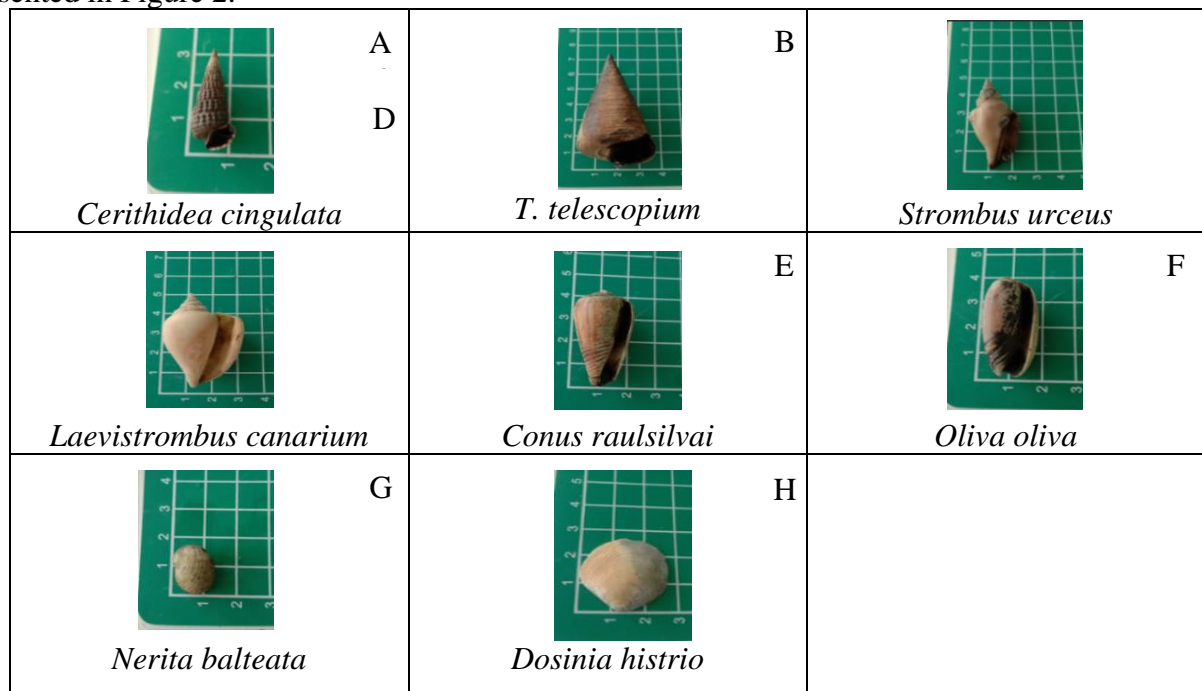 sented in Figure 2.
A
B
D
Cerithidea cingulata
T. telescopium
Strombus urceus
E
F
Laevistrombus canarium
Conus raulsilvai
Oliva oliva
G
H
Nerita balteata
Dosinia histrio